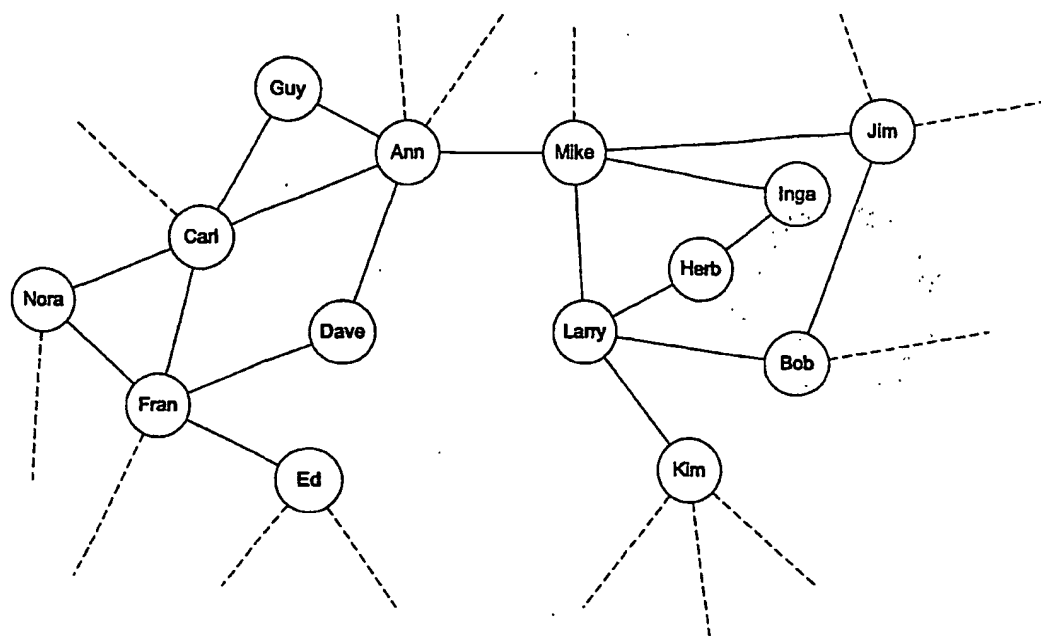 Guy
Ann
Mike
Jim
Inga
Carl
Herb
Nora
Dave
Larry
Bob
Fran
Ed
Kim